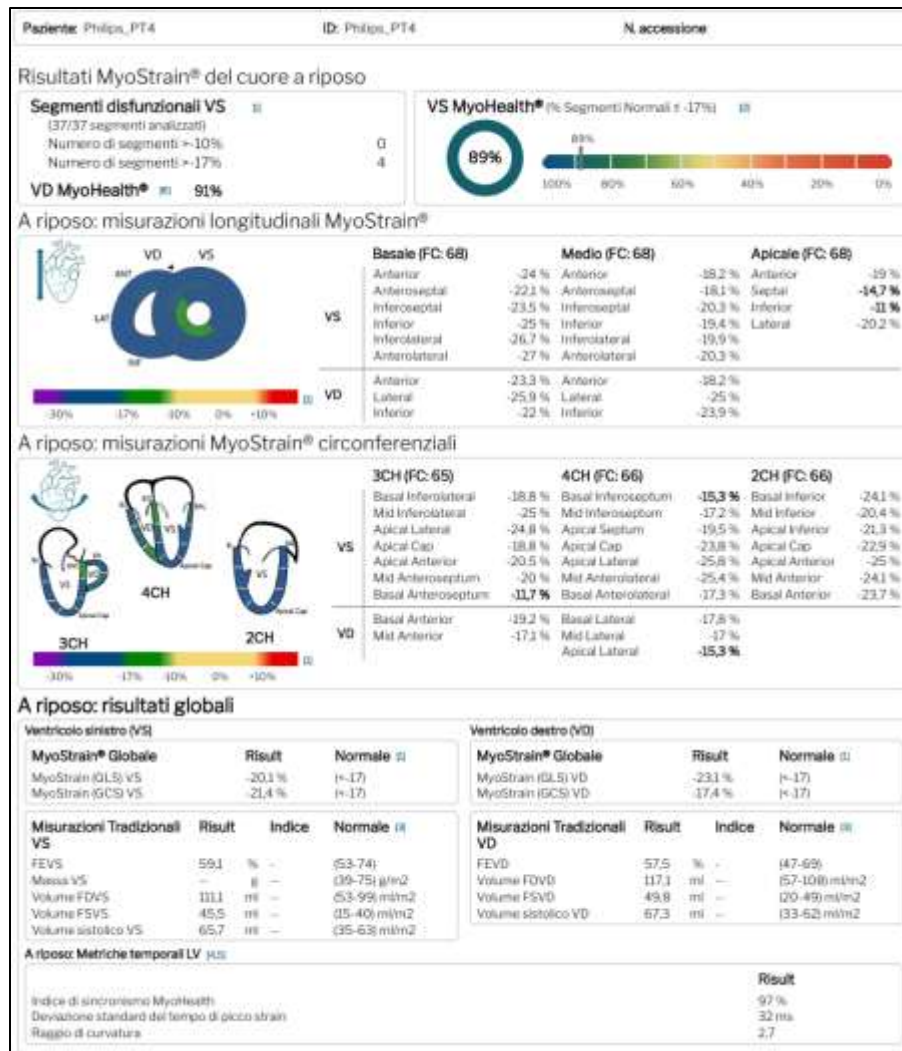 Paziente: Philips_PT4 ID: Philips_PT4 N. accessione
Risultati MyoStrain® del cuore a riposo
Segmenti disfunzionali VS [1]
(37/37 segmenti analizzati)
Numero di segmenti >-10% 0
Numero di segmenti >-17% 4
VD MyoHealth® 91%
VS MyoHealth® (% Segmenti Normali ≤ -17%) [2]
89%
89%
100% 80% 60% 40% 20% 0%
A riposo: misurazioni longitudinali MyoStrain®
VD VS
ANT
LAT
INF
-30% -17% -10% 0% +10% [1]
Basale (FC: 68) Medio (FC: 68) Apicale (FC: 68)
VS
Anterior -24 % Anterior -18,2 % Anterior -19 %
Anteroseptal -22,1 % Anteroseptal -18,1 % Septal -14,7 %
Inferoseptal -23,5 % Inferoseptal -20,3 % Inferior -11 %
Inferior -25 % Inferior -19,4 % Lateral -20,2 %
Inferolateral -26,7 % Inferolateral -19,9 %
Anterolateral -27 % Anterolateral -20,3 %
VD
Anterior -23,3 % Anterior -18,2 %
Lateral -25,9 % Lateral -25 %
Inferior -22 % Inferior -23,9 %
A riposo: misurazioni MyoStrain® circonferenziali
VS
VD VS
VS
Apical Cap
3CH
4CH
2CH
-30% -17% -10% 0% +10% [1]
3CH (FC: 65) 4CH (FC: 66) 2CH (FC: 66)
VS
Basal Inferolateral -18,8 % Basal Inferoseptum -15,3 % Basal Inferior -24,1 %
Mid Inferolateral -25 % Mid Inferoseptum -17,2 % Mid Inferior -20,4 %
Apical Lateral -24,8 % Apical Septum -19,5 % Apical Inferior -21,3 %
Apical Cap -18,8 % Apical Cap -23,8 % Apical Cap -22,9 %
Apical Anterior -20,5 % Apical Lateral -25,8 % Apical Anterior -25 %
Mid Anteroseptum -20 % Mid Anterolateral -25,4 % Mid Anterior -24,1 %
Basal Anteroseptum -11,7 % Basal Anterolateral -17,3 % Basal Anterior -23,7 %
VD
Basal Anterior -19,2 % Basal Lateral -17,8 %
Mid Anterior -17,1 % Mid Lateral -17 %
Apical Lateral -15,3 %
A riposo: risultati globali
Ventricolo sinistro (VS)
MyoStrain® Globale Risult Normale [1]
MyoStrain (GLS) VS -20,1 % (<-17)
MyoStrain (GCS) VS -21,4 % (<-17)
Misurazioni Tradizionali VS Risult Indice Normale [3]
FEVS 59,1 % -- (53-74)
Massa VS -- g -- (39-75) g/m2
Volume FDVS 111,1 ml -- (53-99) ml/m2
Volume FSVS 45,5 ml -- (15-40) ml/m2
Volume sistolico VS 65,7 ml -- (35-63) ml/m2
Ventricolo destro (VD)
MyoStrain® Globale Risult Normale [1]
MyoStrain (GLS) VD -23,1 % (<-17)
MyoStrain (GCS) VD -17,4 % (<-17)
Misurazioni Tradizionali VD Risult Indice Normale [3]
FEVD 57,5 % -- (47-69)
Volume FDVD 117,1 ml -- (57-108) ml/m2
Volume FSVD 49,8 ml -- (20-49) ml/m2
Volume sistolico VD 67,3 ml -- (33-62) ml/m2
A riposo: Metriche temporali LV [4,5]
Risult
Indice di sincronismo MyoHealth 97 %
Deviazione standard del tempo di picco strain 32 ms
Raggio di curvatura 2,7